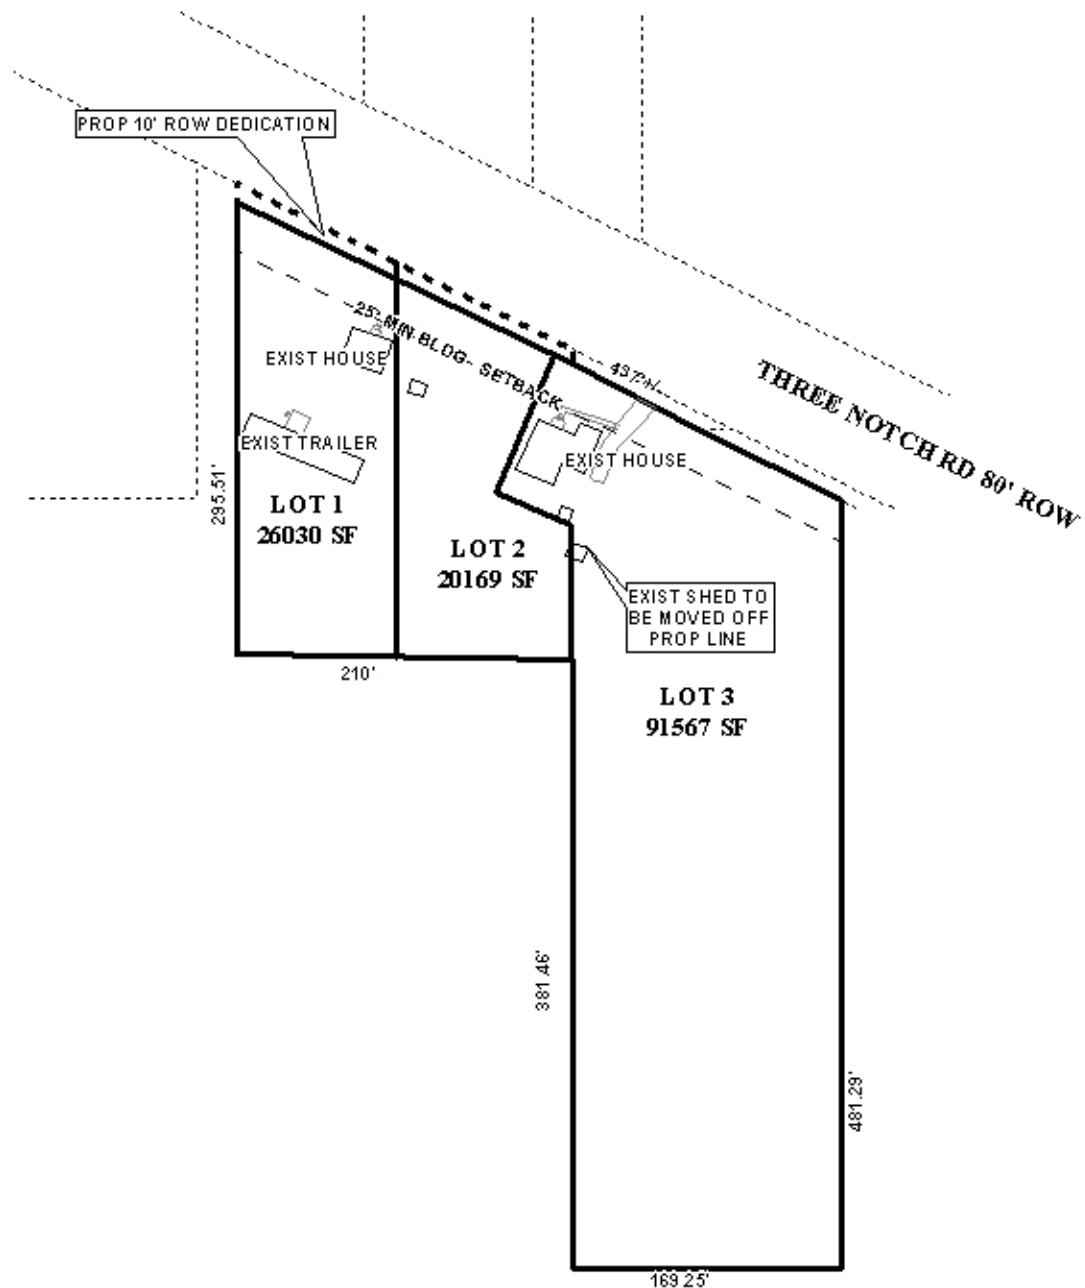 PROP 10' ROW DEDICATION
25' MIN BLDG- SETBACK
EXIST HOUSE
437'+/-
THREE NOTCH RD 80' ROW
EXIST TRAILER
EXIST HOUSE
295.51'
LOT 1
26030 SF
LOT 2
20169 SF
EXIST SHED TO
BE MOVED OFF
PROP LINE
210'
LOT 3
91567 SF
381.46'
481.29'
169.25'